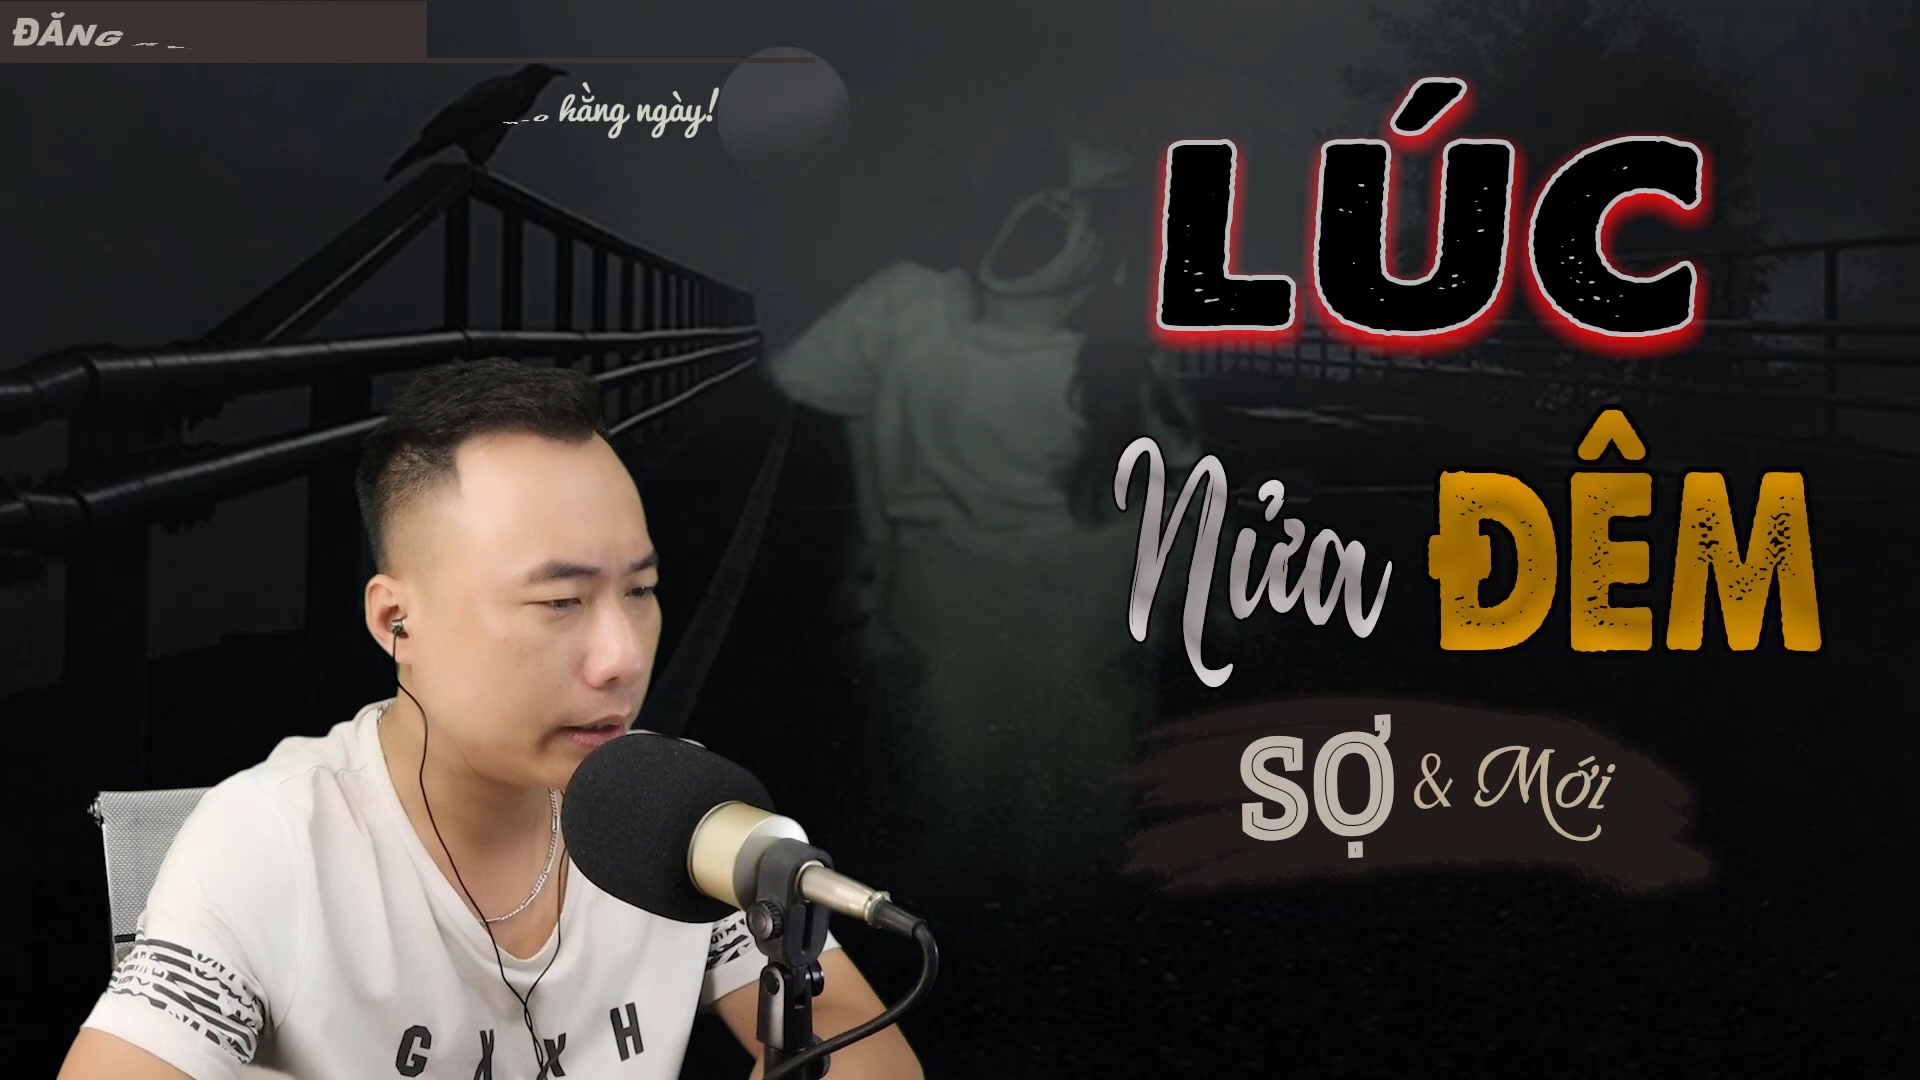 ĐĂNG
hằng ngày!
LÚC
Nửa ĐÊM
SỢ & Mới